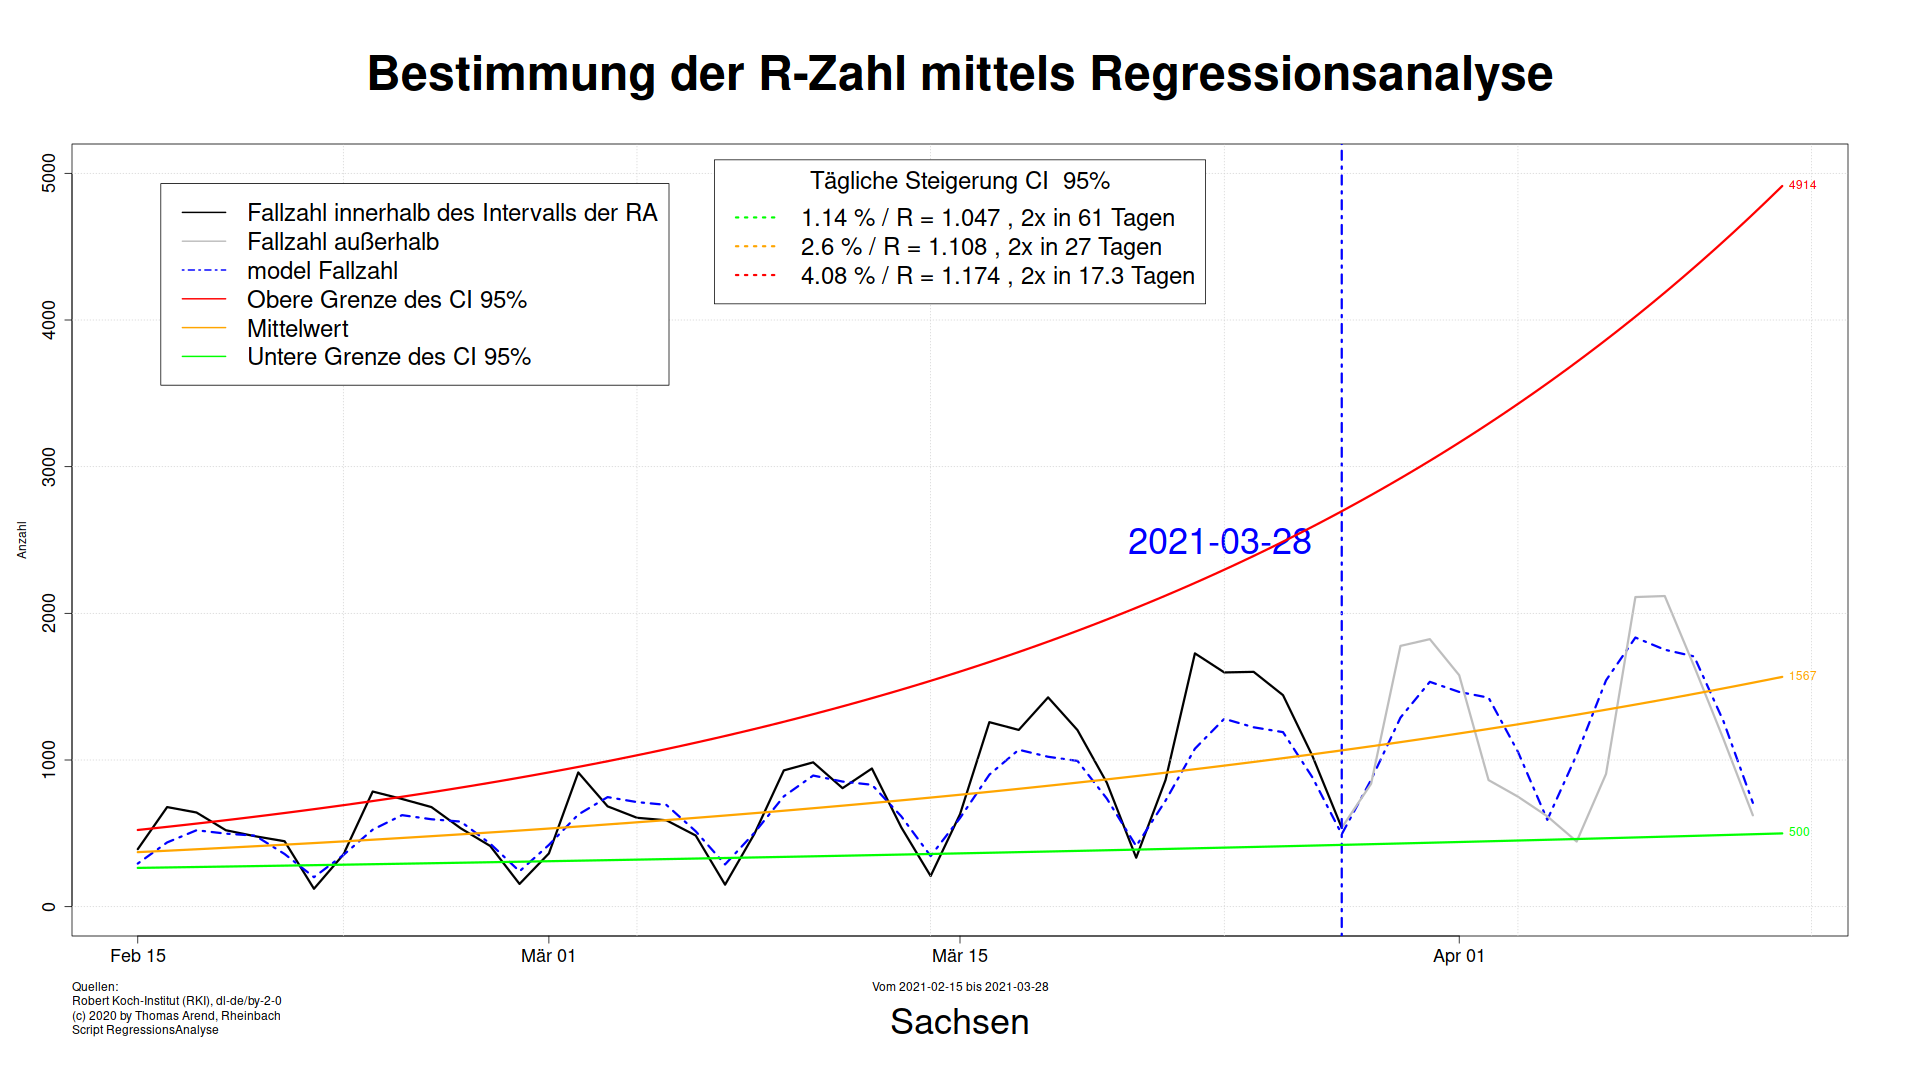 Bestimmung der R-Zahl mittels Regressionsanalyse
Anzahl
5000
4000
3000
2000
1000
0
Fallzahl innerhalb des Intervalls der RA
Fallzahl außerhalb
model Fallzahl
Obere Grenze des CI 95%
Mittelwert
Untere Grenze des CI 95%
Tägliche Steigerung CI  95%
1.14 % / R = 1.047 , 2x in 61 Tagen
2.6 % / R = 1.108 , 2x in 27 Tagen
4.08 % / R = 1.174 , 2x in 17.3 Tagen
2021-03-28
4914
1567
500
Feb 15
Mär 01
Mär 15
Apr 01
Quellen:
Robert Koch-Institut (RKI), dl-de/by-2-0
(c) 2020 by Thomas Arend, Rheinbach
Script RegressionsAnalyse
Vom 2021-02-15 bis 2021-03-28
Sachsen